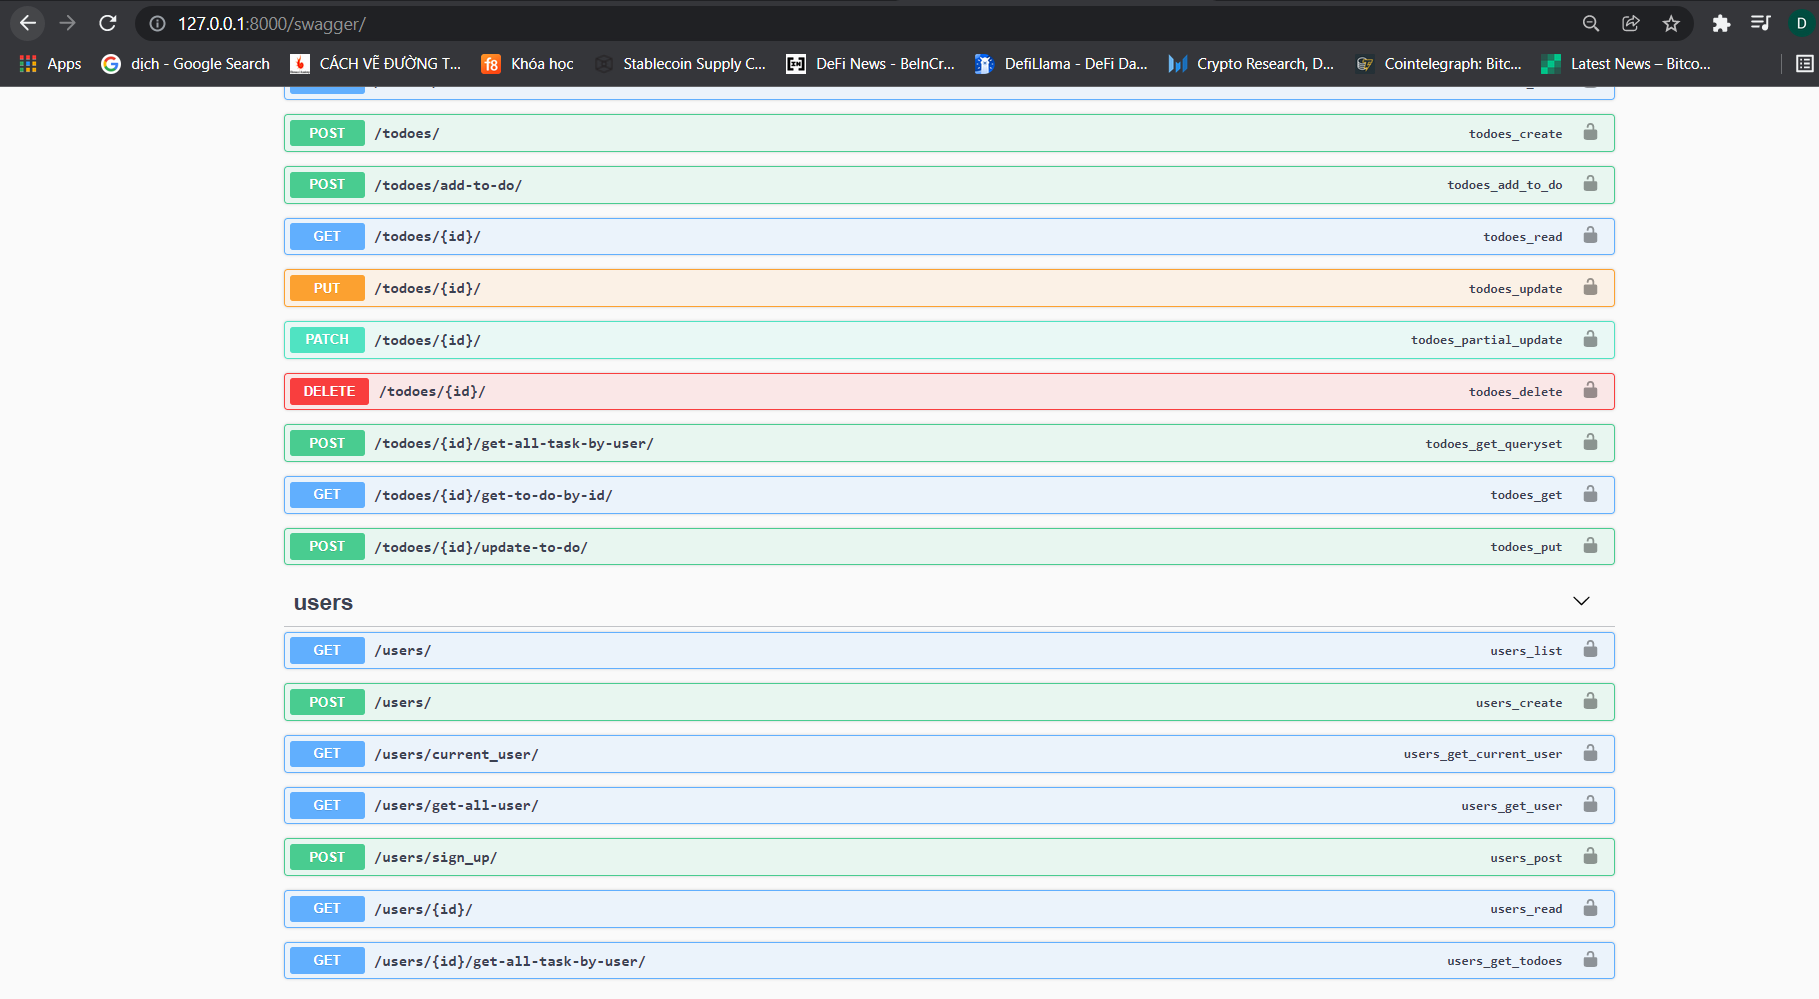 127.0.0.1:8000/swagger/
D
Apps dịch - Google Search CÁCH VẼ ĐƯỜNG T... f8 Khóa học Stablecoin Supply C... DeFi News - BeInCr... DefiLlama - DeFi Da... Crypto Research, D... Cointelegraph: Bitc... Latest News – Bitco...
POST /todoes/ todoes_create
POST /todoes/add-to-do/ todoes_add_to_do
GET /todoes/{id}/ todoes_read
PUT /todoes/{id}/ todoes_update
PATCH /todoes/{id}/ todoes_partial_update
DELETE /todoes/{id}/ todoes_delete
POST /todoes/{id}/get-all-task-by-user/ todoes_get_queryset
GET /todoes/{id}/get-to-do-by-id/ todoes_get
POST /todoes/{id}/update-to-do/ todoes_put
users
GET /users/ users_list
POST /users/ users_create
GET /users/current_user/ users_get_current_user
GET /users/get-all-user/ users_get_user
POST /users/sign_up/ users_post
GET /users/{id}/ users_read
GET /users/{id}/get-all-task-by-user/ users_get_todoes